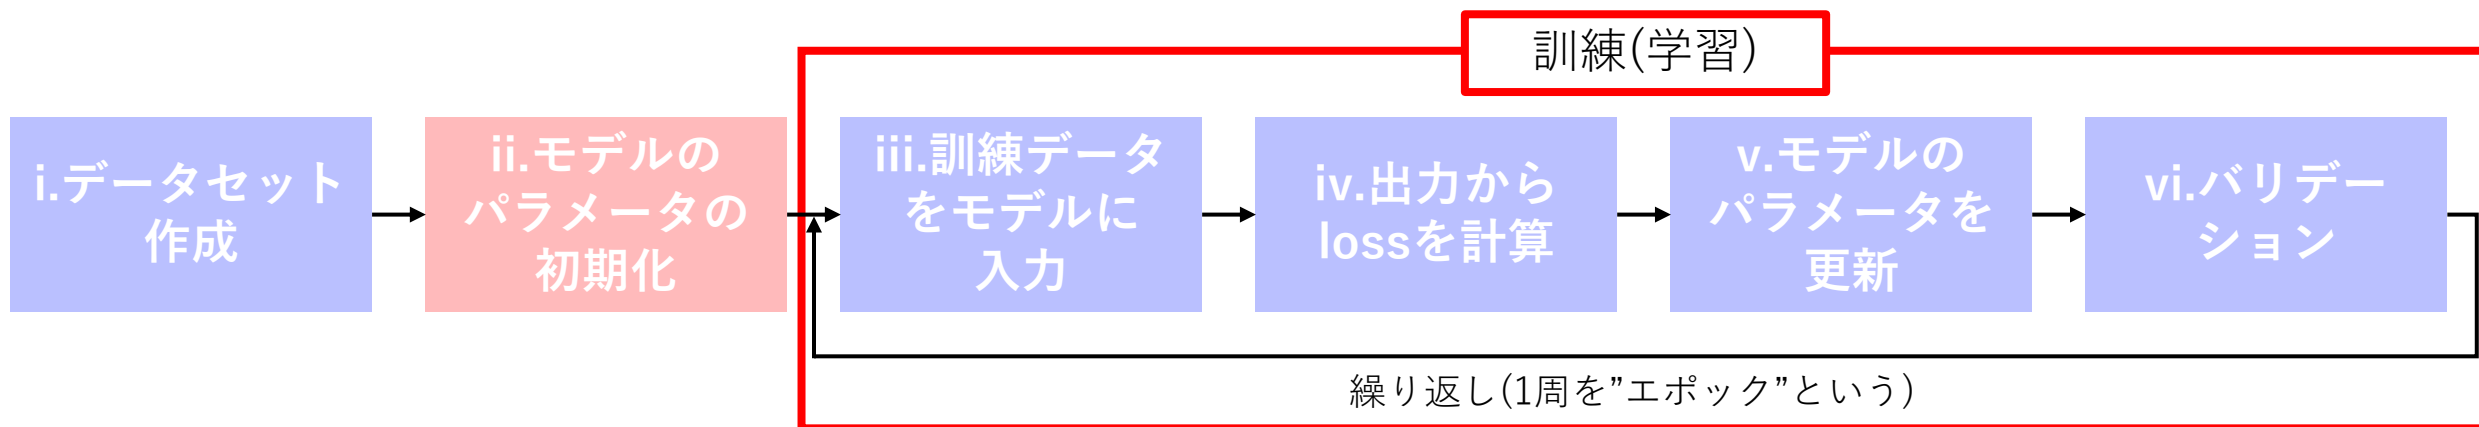 訓練(学習)
i.データセット
作成
ii.モデルの
パラメータの
初期化
iii.訓練データ
をモデルに
入力
iv.出力から
lossを計算
v.モデルの
パラメータを
更新
vi.バリデー
ション
繰り返し(1周を”エポック”という)